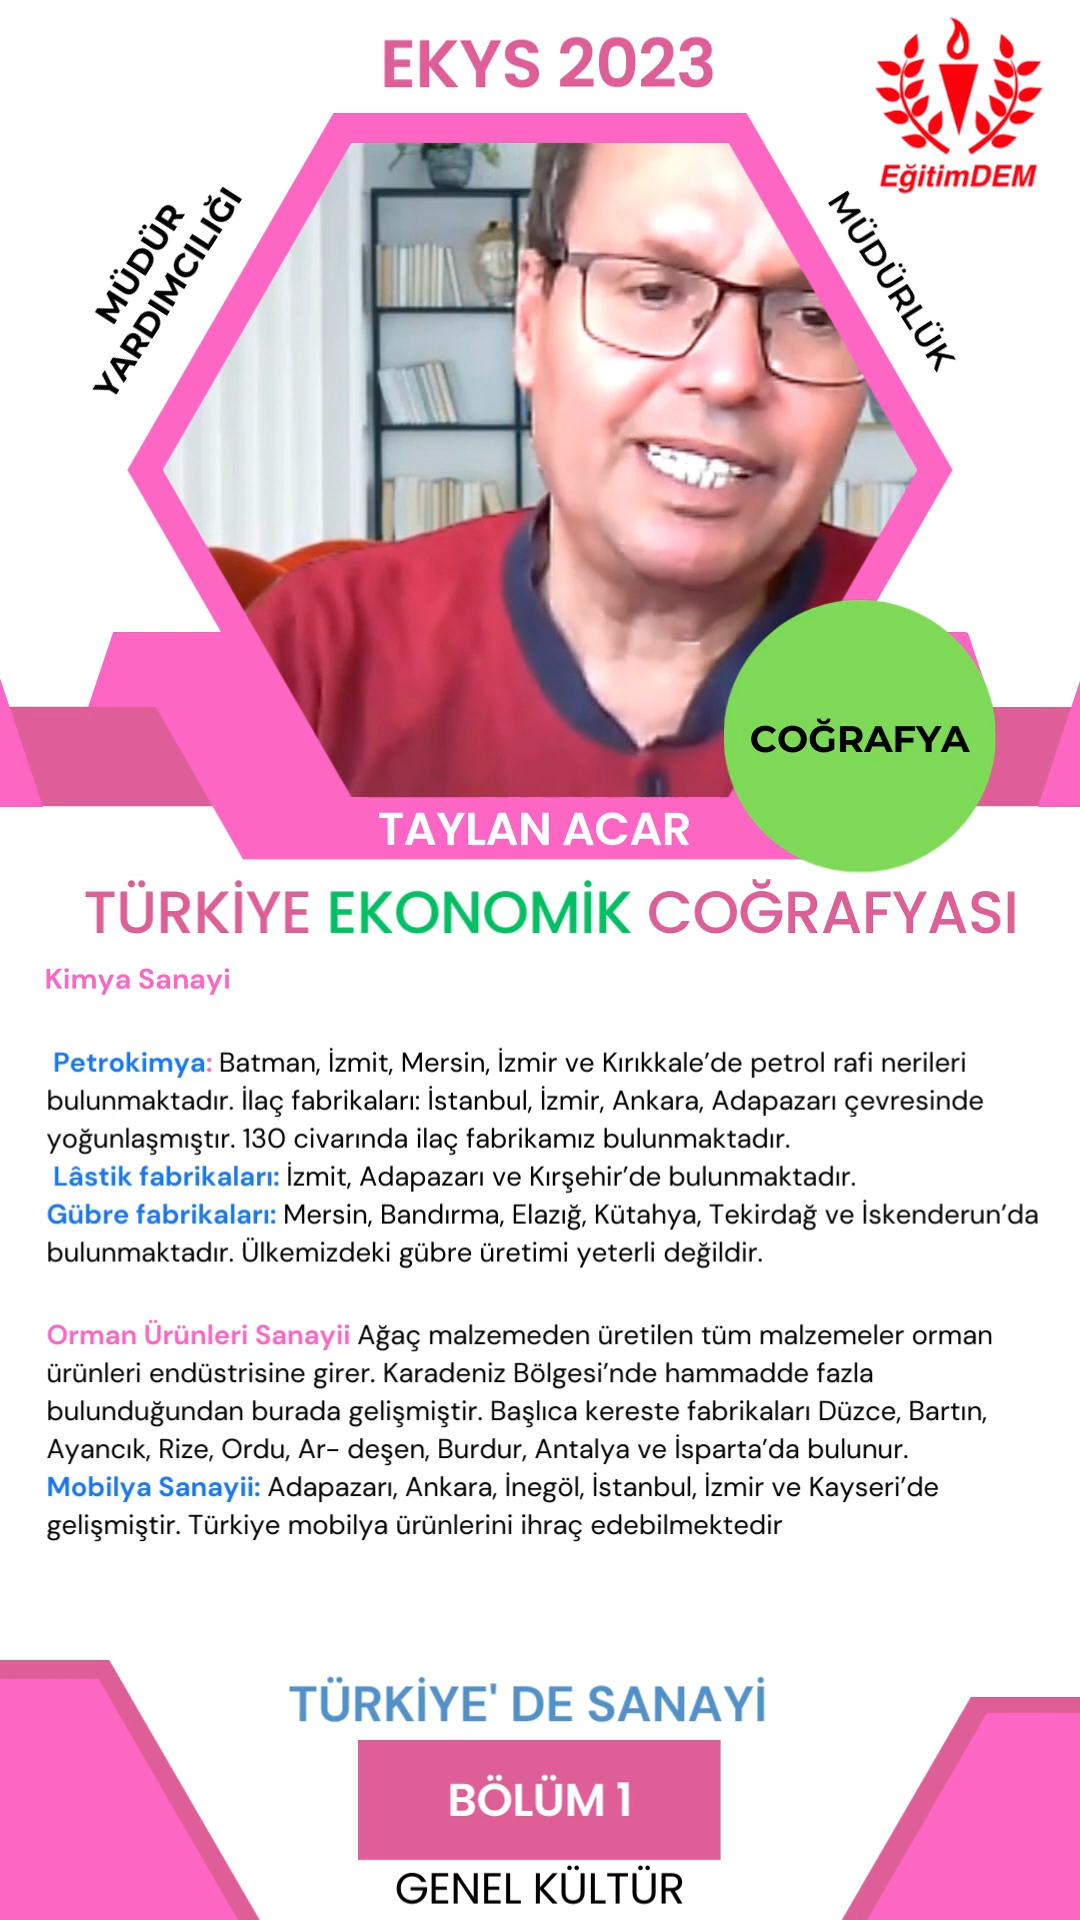 EKYS 2023
EğitimDEM
MÜDÜR
YARDIMCILIĞI
MÜDÜRLÜK
COĞRAFYA
TAYLAN ACAR
TÜRKİYE EKONOMİK COĞRAFYASI
Kimya Sanayi
Petrokimya: Batman, İzmit, Mersin, İzmir ve Kırıkkale’de petrol rafi nerileri
bulunmaktadır. İlaç fabrikaları: İstanbul, İzmir, Ankara, Adapazarı çevresinde
yoğunlaşmıştır. 130 civarında ilaç fabrikamız bulunmaktadır.
Lâstik fabrikaları: İzmit, Adapazarı ve Kırşehir’de bulunmaktadır.
Gübre fabrikaları: Mersin, Bandırma, Elazığ, Kütahya, Tekirdağ ve İskenderun’da
bulunmaktadır. Ülkemizdeki gübre üretimi yeterli değildir.
Orman Ürünleri Sanayii Ağaç malzemeden üretilen tüm malzemeler orman
ürünleri endüstrisine girer. Karadeniz Bölgesi’nde hammadde fazla
bulunduğundan burada gelişmiştir. Başlıca kereste fabrikaları Düzce, Bartın,
Ayancık, Rize, Ordu, Ar- deşen, Burdur, Antalya ve İsparta’da bulunur.
Mobilya Sanayii: Adapazarı, Ankara, İnegöl, İstanbul, İzmir ve Kayseri’de
gelişmiştir. Türkiye mobilya ürünlerini ihraç edebilmektedir
TÜRKİYE' DE SANAYİ
BÖLÜM 1
GENEL KÜLTÜR